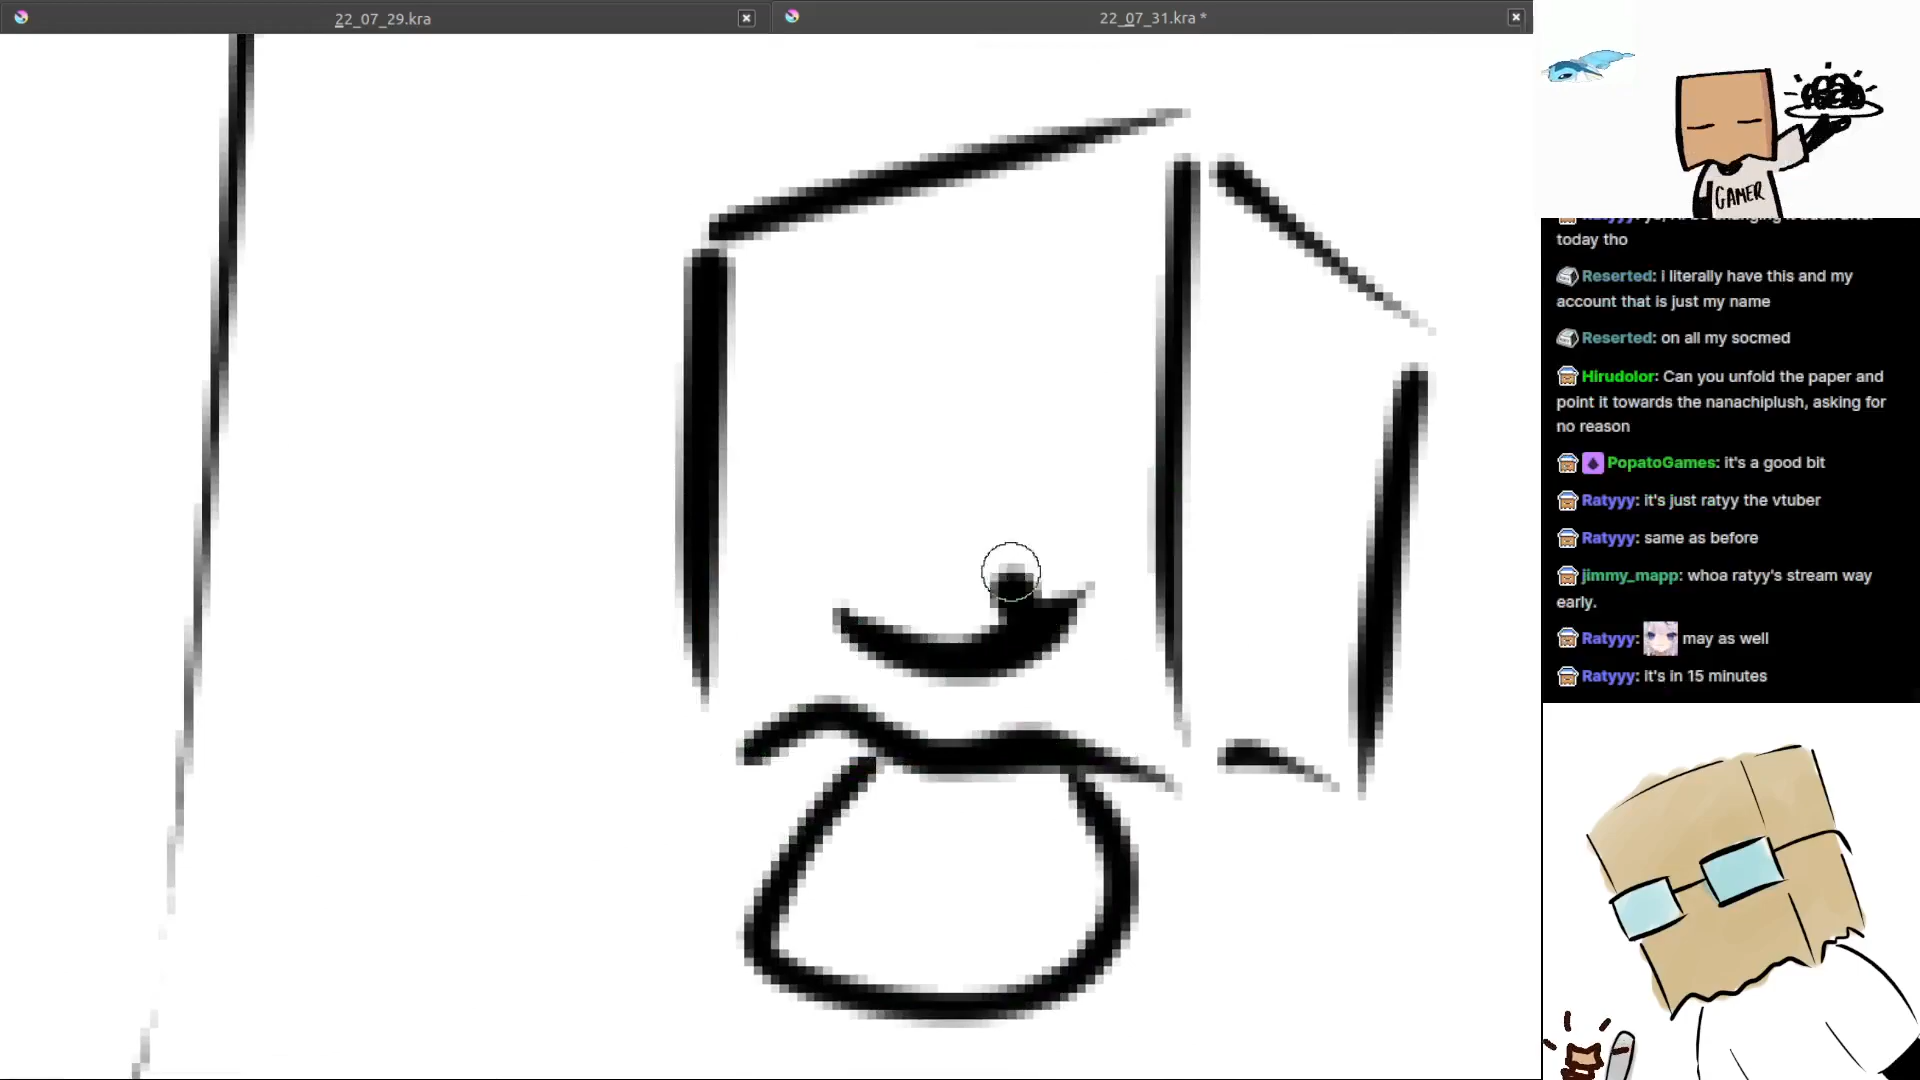 22_07_29.kra
22_07_31.kra *
GAMER
today tho
Reserted: i literally have this and my
account that is just my name
Reserted: on all my socmed
Hirudolor: Can you unfold the paper and
point it towards the nanachiplush, asking for
no reason
PopatoGames: it's a good bit
Ratyyy: it's just ratyy the vtuber
Ratyyy: same as before
jimmy_mapp: whoa ratyy's stream way
early.
Ratyyy: may as well
Ratyyy: it's in 15 minutes